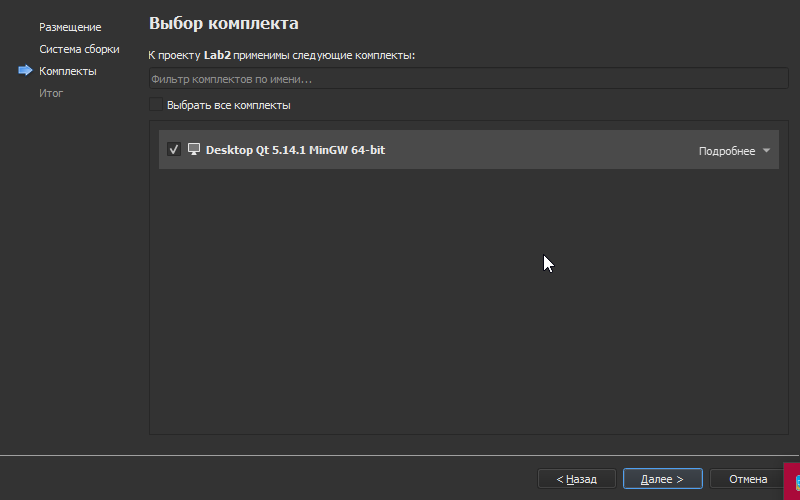 Размещение
Система сборки
Комплекты
Итог
Выбор комплекта
К проекту Lab2 применимы следующие комплекты:
Фильтр комплектов по имени...
Выбрать все комплекты
Desktop Qt 5.14.1 MinGW 64-bit
Подробнее
< Назад
Далее >
Отмена